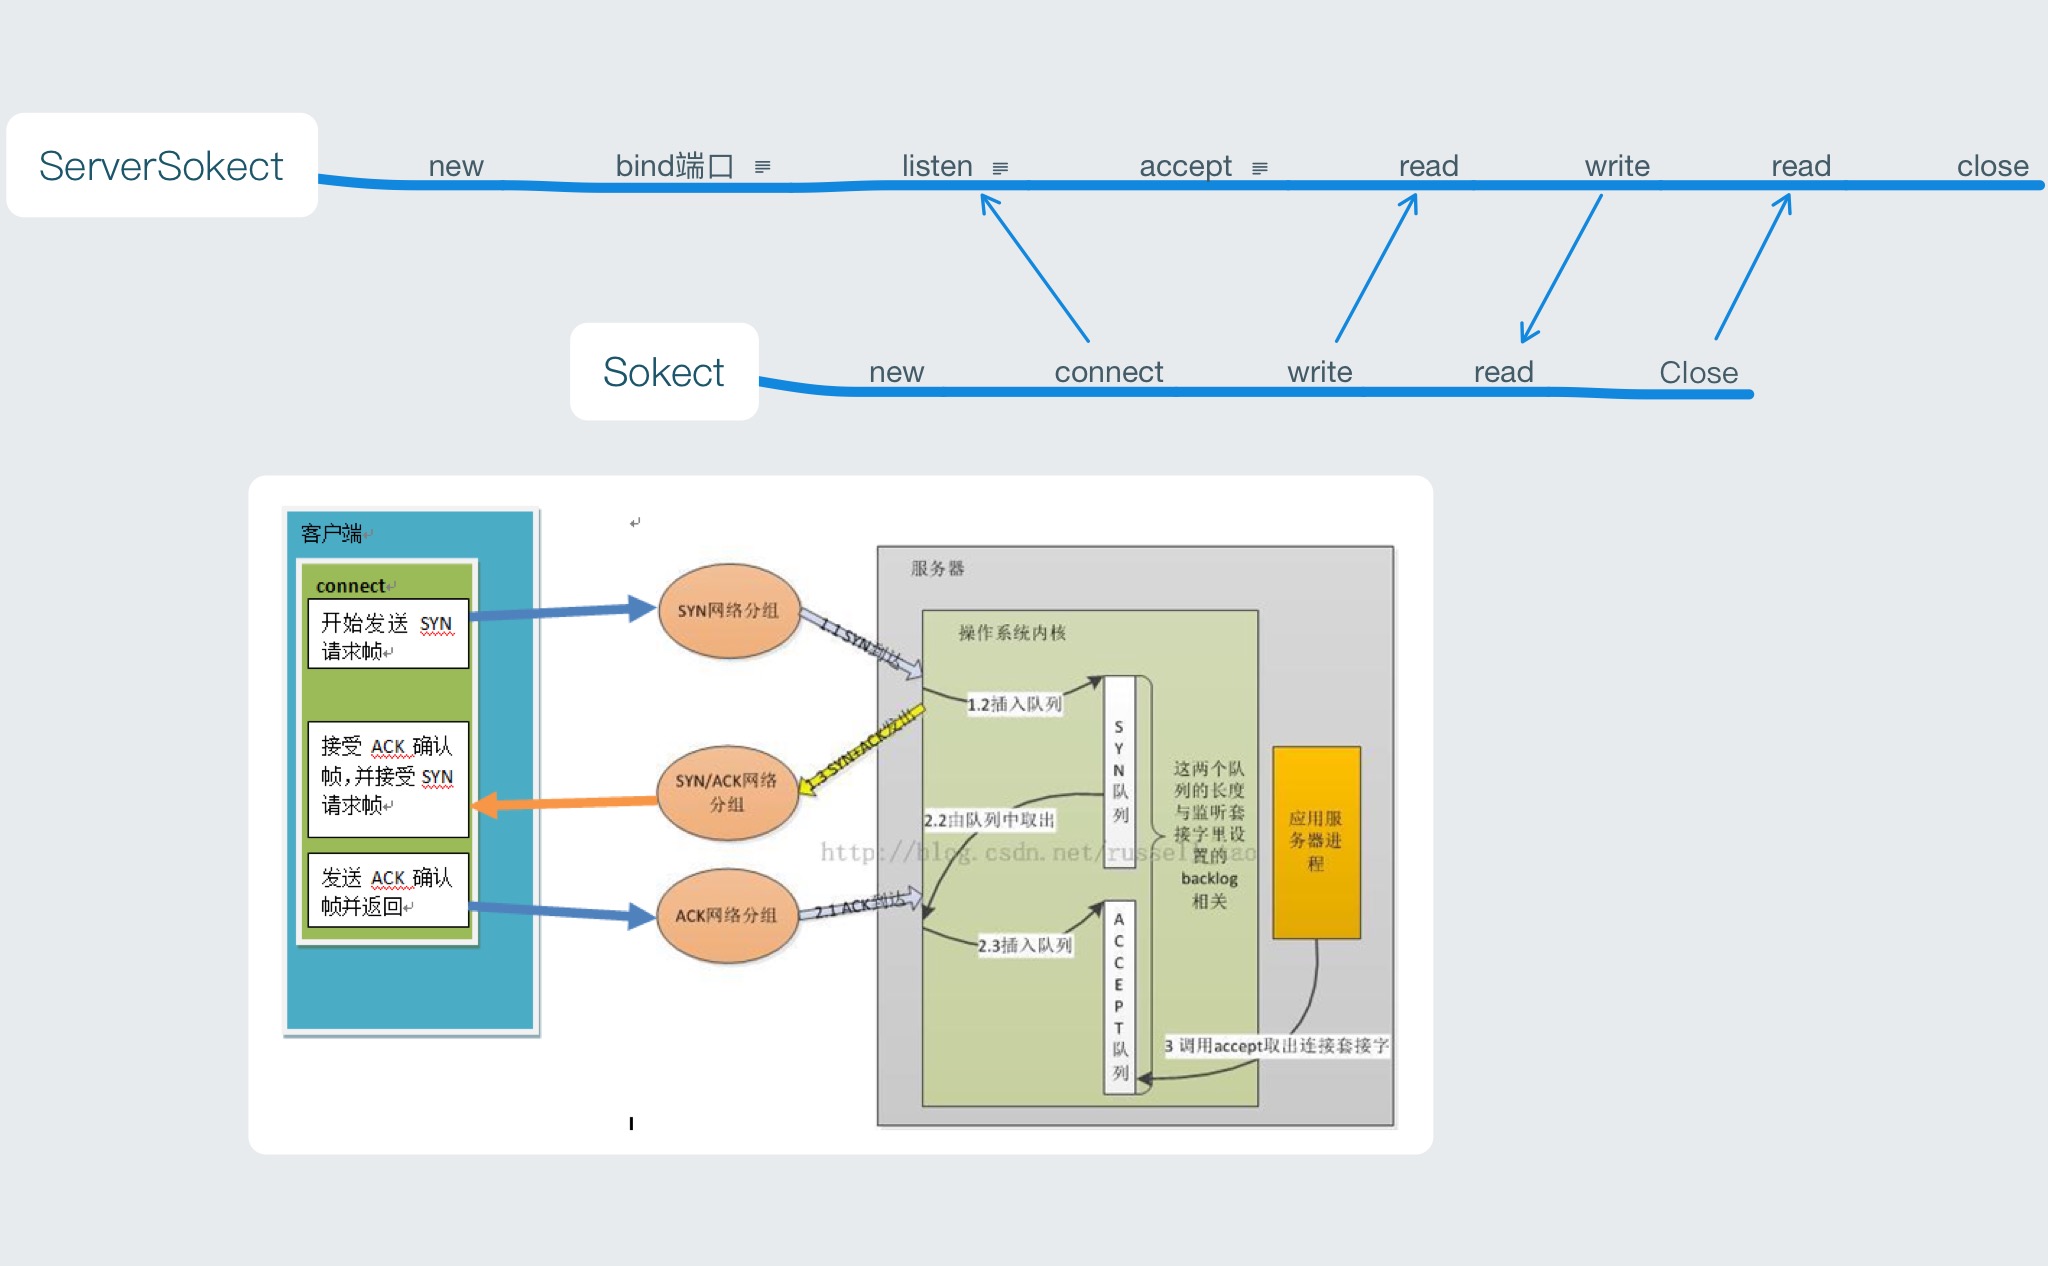 ServerSokect
new
bind端口
listen
accept
read
write
read
close
Sokect
new
connect
write
read
Close
客户端
connect
开始发送 SYN
请求帧
接受 ACK 确认
帧，并接受 SYN
请求帧
发送 ACK 确认
帧并返回
SYN网络分组
SYN/ACK网络
分组
ACK网络分组
1.1 SYN到达
1.3 SYN+ACK发出
2.1 ACK到达
服务器
操作系统内核
1.2插入队列
2.2由队列中取出
2.3插入队列
S
Y
N
队
列
A
C
C
E
P
T
队
列
这两个队
列的长度
与监听套
接字里设
置的
backlog
相关
应用服
务器进
程
3 调用accept取出连接套接字